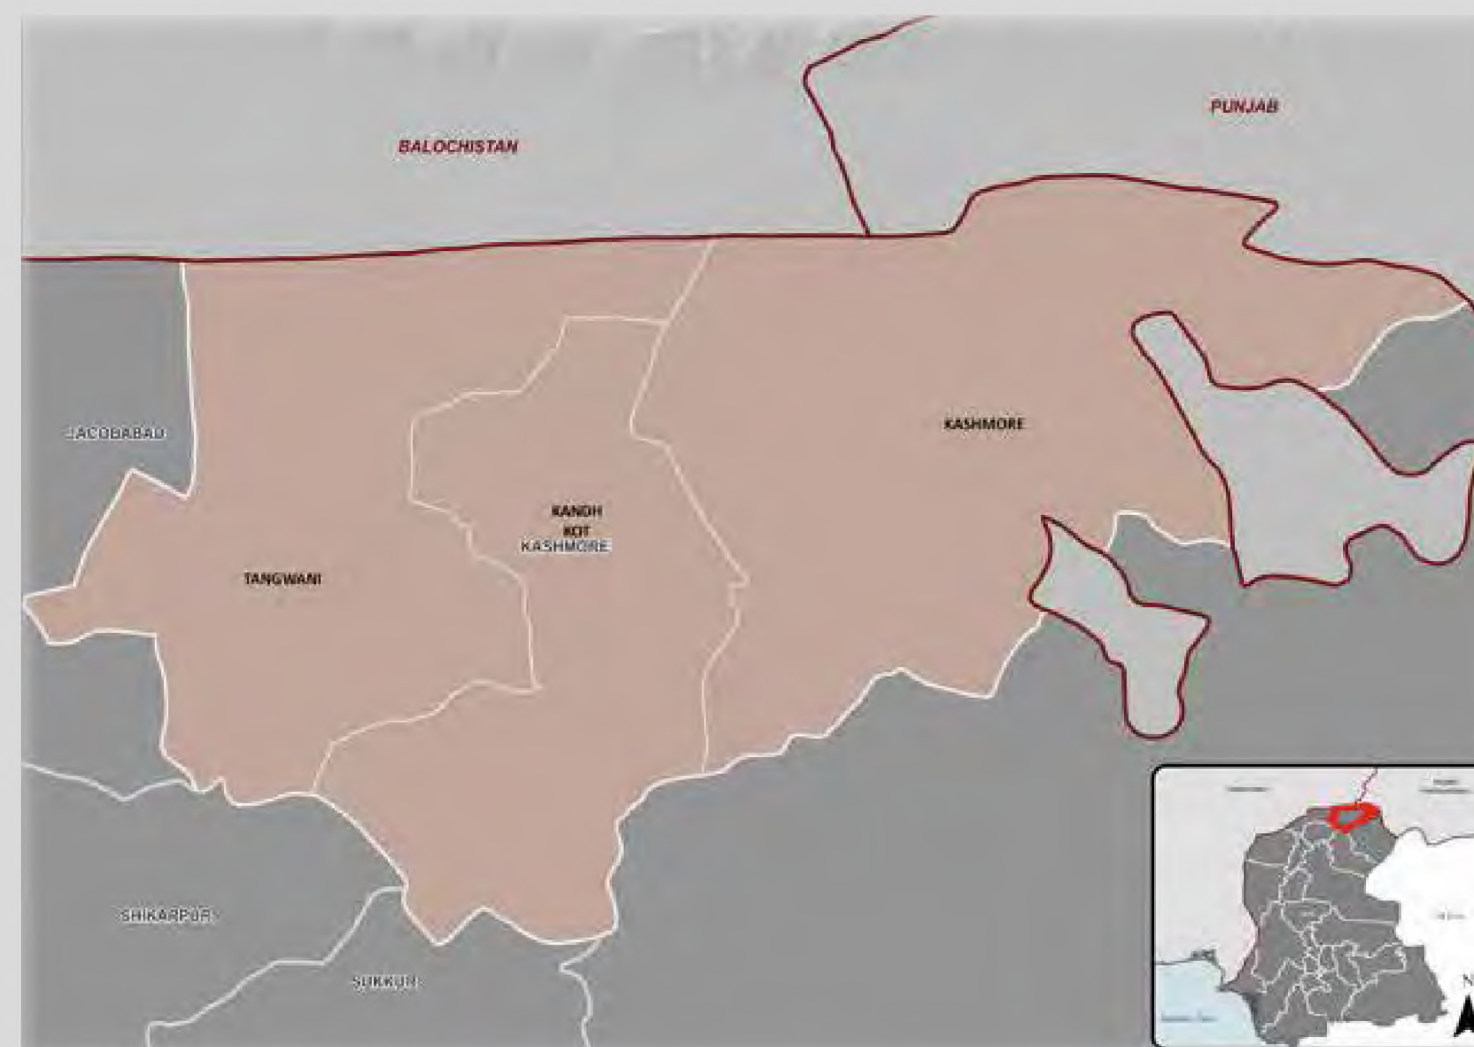 PUNJAB
BALOCHISTAN
KASHMORE
JACOBABAD
KANDH
KOT
KASHMORE
TANGWANI
SHIKARPUR
SUKKUR
N